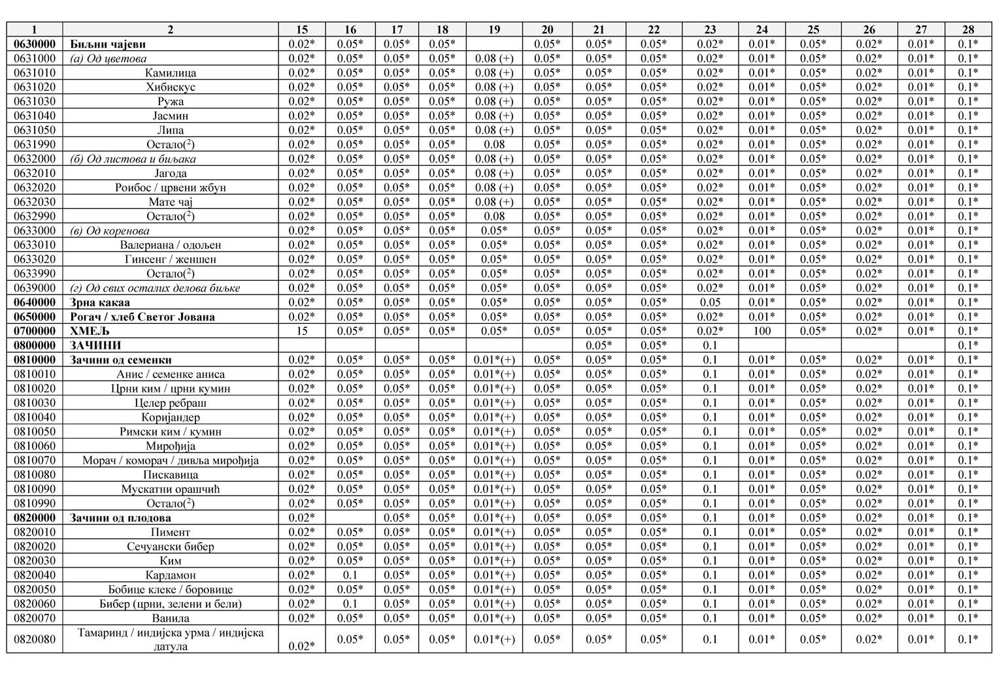 1 2 15 16 17 18 19 20 21 22 23 24 25 26 27 28
0630000 Биљни чајеви 0.02* 0.05* 0.05* 0.05* 0.05* 0.05* 0.05* 0.02* 0.01* 0.05* 0.02* 0.01* 0.1*
0631000 (а) Од цветова 0.02* 0.05* 0.05* 0.05* 0.08 (+) 0.05* 0.05* 0.05* 0.02* 0.01* 0.05* 0.02* 0.01* 0.1*
0631010 Камилица 0.02* 0.05* 0.05* 0.05* 0.08 (+) 0.05* 0.05* 0.05* 0.02* 0.01* 0.05* 0.02* 0.01* 0.1*
0631020 Хибискус 0.02* 0.05* 0.05* 0.05* 0.08 (+) 0.05* 0.05* 0.05* 0.02* 0.01* 0.05* 0.02* 0.01* 0.1*
0631030 Ружа 0.02* 0.05* 0.05* 0.05* 0.08 (+) 0.05* 0.05* 0.05* 0.02* 0.01* 0.05* 0.02* 0.01* 0.1*
0631040 Јасмин 0.02* 0.05* 0.05* 0.05* 0.08 (+) 0.05* 0.05* 0.05* 0.02* 0.01* 0.05* 0.02* 0.01* 0.1*
0631050 Липа 0.02* 0.05* 0.05* 0.05* 0.08 (+) 0.05* 0.05* 0.05* 0.02* 0.01* 0.05* 0.02* 0.01* 0.1*
0631990 Остало(2) 0.02* 0.05* 0.05* 0.05* 0.08 0.05* 0.05* 0.05* 0.02* 0.01* 0.05* 0.02* 0.01* 0.1*
0632000 (б) Од листова и биљака 0.02* 0.05* 0.05* 0.05* 0.08 (+) 0.05* 0.05* 0.05* 0.02* 0.01* 0.05* 0.02* 0.01* 0.1*
0632010 Јагода 0.02* 0.05* 0.05* 0.05* 0.08 (+) 0.05* 0.05* 0.05* 0.02* 0.01* 0.05* 0.02* 0.01* 0.1*
0632020 Роибос / црвени жбун 0.02* 0.05* 0.05* 0.05* 0.08 (+) 0.05* 0.05* 0.05* 0.02* 0.01* 0.05* 0.02* 0.01* 0.1*
0632030 Мате чај 0.02* 0.05* 0.05* 0.05* 0.08 (+) 0.05* 0.05* 0.05* 0.02* 0.01* 0.05* 0.02* 0.01* 0.1*
0632990 Остало(2) 0.02* 0.05* 0.05* 0.05* 0.08 0.05* 0.05* 0.05* 0.02* 0.01* 0.05* 0.02* 0.01* 0.1*
0633000 (в) Од коренова 0.02* 0.05* 0.05* 0.05* 0.05* 0.05* 0.05* 0.05* 0.02* 0.01* 0.05* 0.02* 0.01* 0.1*
0633010 Валериана / одољен 0.02* 0.05* 0.05* 0.05* 0.05* 0.05* 0.05* 0.05* 0.02* 0.01* 0.05* 0.02* 0.01* 0.1*
0633020 Гинсенг / женшен 0.02* 0.05* 0.05* 0.05* 0.05* 0.05* 0.05* 0.05* 0.02* 0.01* 0.05* 0.02* 0.01* 0.1*
0633990 Остало(2) 0.02* 0.05* 0.05* 0.05* 0.05* 0.05* 0.05* 0.05* 0.02* 0.01* 0.05* 0.02* 0.01* 0.1*
0639000 (г) Од свих осталих делова биљке 0.02* 0.05* 0.05* 0.05* 0.05* 0.05* 0.05* 0.05* 0.02* 0.01* 0.05* 0.02* 0.01* 0.1*
0640000 Зрна какаа 0.02* 0.05* 0.05* 0.05* 0.05* 0.05* 0.05* 0.05* 0.05 0.01* 0.05* 0.02* 0.01* 0.1*
0650000 Рогач / хлеб Светог Јована 0.02* 0.05* 0.05* 0.05* 0.05* 0.05* 0.05* 0.05* 0.02* 0.01* 0.05* 0.02* 0.01* 0.1*
0700000 ХМЕЉ 15 0.05* 0.05* 0.05* 0.05* 0.05* 0.05* 0.05* 0.02* 100 0.05* 0.02* 0.01* 0.1*
0800000 ЗАЧИНИ 0.05* 0.05* 0.1 0.1*
0810000 Зачини од семенки 0.02* 0.05* 0.05* 0.05* 0.01*(+) 0.05* 0.05* 0.05* 0.1 0.01* 0.05* 0.02* 0.01* 0.1*
0810010 Анис / семенке аниса 0.02* 0.05* 0.05* 0.05* 0.01*(+) 0.05* 0.05* 0.05* 0.1 0.01* 0.05* 0.02* 0.01* 0.1*
0810020 Црни ким / црни кумин 0.02* 0.05* 0.05* 0.05* 0.01*(+) 0.05* 0.05* 0.05* 0.1 0.01* 0.05* 0.02* 0.01* 0.1*
0810030 Целер ребраш 0.02* 0.05* 0.05* 0.05* 0.01*(+) 0.05* 0.05* 0.05* 0.1 0.01* 0.05* 0.02* 0.01* 0.1*
0810040 Коријандер 0.02* 0.05* 0.05* 0.05* 0.01*(+) 0.05* 0.05* 0.05* 0.1 0.01* 0.05* 0.02* 0.01* 0.1*
0810050 Римски ким / кумин 0.02* 0.05* 0.05* 0.05* 0.01*(+) 0.05* 0.05* 0.05* 0.1 0.01* 0.05* 0.02* 0.01* 0.1*
0810060 Мирођија 0.02* 0.05* 0.05* 0.05* 0.01*(+) 0.05* 0.05* 0.05* 0.1 0.01* 0.05* 0.02* 0.01* 0.1*
0810070 Морач / коморач / дивља мирођија 0.02* 0.05* 0.05* 0.05* 0.01*(+) 0.05* 0.05* 0.05* 0.1 0.01* 0.05* 0.02* 0.01* 0.1*
0810080 Пискавица 0.02* 0.05* 0.05* 0.05* 0.01*(+) 0.05* 0.05* 0.05* 0.1 0.01* 0.05* 0.02* 0.01* 0.1*
0810090 Мускатни орашчић 0.02* 0.05* 0.05* 0.05* 0.01*(+) 0.05* 0.05* 0.05* 0.1 0.01* 0.05* 0.02* 0.01* 0.1*
0810990 Остало(2) 0.02* 0.05* 0.05* 0.05* 0.01*(+) 0.05* 0.05* 0.05* 0.1 0.01* 0.05* 0.02* 0.01* 0.1*
0820000 Зачини од плодова 0.02* 0.05* 0.05* 0.01*(+) 0.05* 0.05* 0.05* 0.1 0.01* 0.05* 0.02* 0.01* 0.1*
0820010 Пимент 0.02* 0.05* 0.05* 0.05* 0.01*(+) 0.05* 0.05* 0.05* 0.1 0.01* 0.05* 0.02* 0.01* 0.1*
0820020 Сечуански бибер 0.02* 0.05* 0.05* 0.05* 0.01*(+) 0.05* 0.05* 0.05* 0.1 0.01* 0.05* 0.02* 0.01* 0.1*
0820030 Ким 0.02* 0.05* 0.05* 0.05* 0.01*(+) 0.05* 0.05* 0.05* 0.1 0.01* 0.05* 0.02* 0.01* 0.1*
0820040 Кардамон 0.02* 0.1 0.05* 0.05* 0.01*(+) 0.05* 0.05* 0.05* 0.1 0.01* 0.05* 0.02* 0.01* 0.1*
0820050 Бобице клеке / боровице 0.02* 0.05* 0.05* 0.05* 0.01*(+) 0.05* 0.05* 0.05* 0.1 0.01* 0.05* 0.02* 0.01* 0.1*
0820060 Бибер (црни, зелени и бели) 0.02* 0.1 0.05* 0.05* 0.01*(+) 0.05* 0.05* 0.05* 0.1 0.01* 0.05* 0.02* 0.01* 0.1*
0820070 Ванила 0.02* 0.05* 0.05* 0.05* 0.01*(+) 0.05* 0.05* 0.05* 0.1 0.01* 0.05* 0.02* 0.01* 0.1*
0820080 Тамаринд / индијска урма / индијска
датула 0.02* 0.05* 0.05* 0.05* 0.01*(+) 0.05* 0.05* 0.05* 0.1 0.01* 0.05* 0.02* 0.01* 0.1*